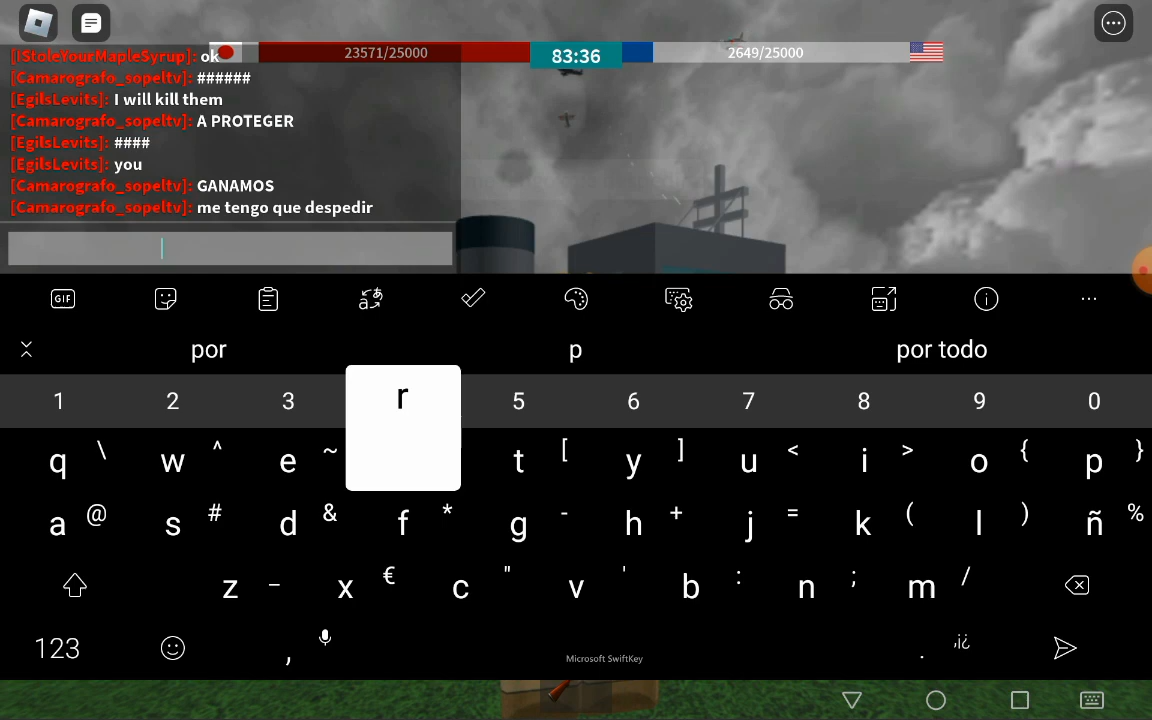 [IStoleYourMapleSyrup]: ok
23571/25000
83:36
2649/25000
[Camarografo_sopeltv]: ######
[EgilsLevits]: I will kill them
[Camarografo_sopeltv]: A PROTEGER
[EgilsLevits]: ####
[EgilsLevits]: you
[Camarografo_sopeltv]: GANAMOS
[Camarografo_sopeltv]: me tengo que despedir
GIF
por p por todo
1 2 3 r 5 6 7 8 9 0
q \ w ^ e ~ t [ y ] u < i > o { p }
a @ s # d & f * g - h + j = k ( l ) ñ %
z _ x € c " v ' b : n ; m /
123 , Microsoft SwiftKey . ,¡¿